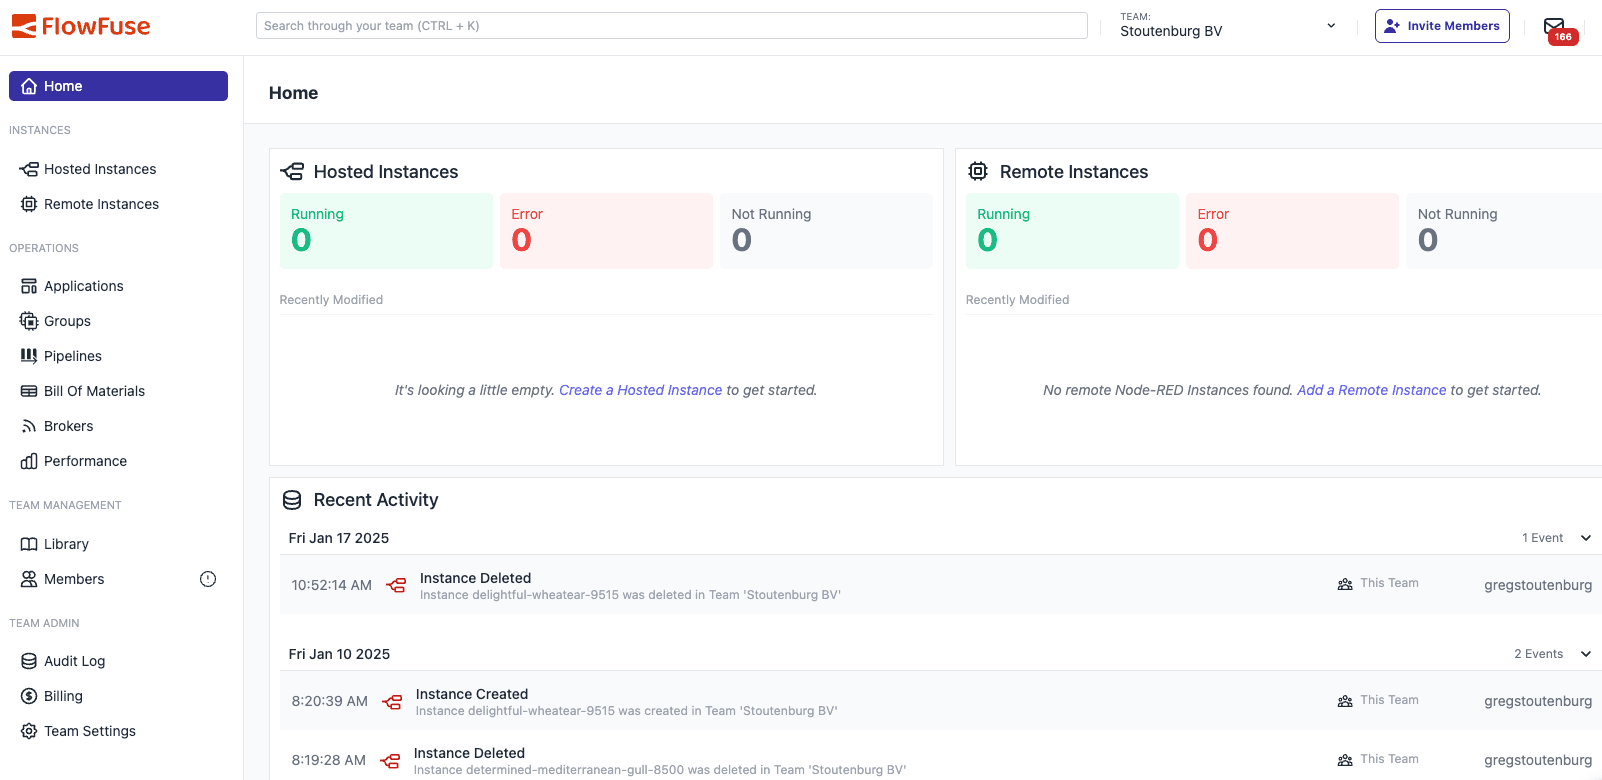 FlowFuse
Search through your team (CTRL + K)
TEAM:
Stoutenburg BV
Invite Members
166
Home
INSTANCES
Hosted Instances
Remote Instances
OPERATIONS
Applications
Groups
Pipelines
Bill Of Materials
Brokers
Performance
TEAM MANAGEMENT
Library
Members
TEAM ADMIN
Audit Log
Billing
Team Settings
Home
Hosted Instances
Running
0
Error
0
Not Running
0
Recently Modified
It's looking a little empty. Create a Hosted Instance to get started.
Remote Instances
Running
0
Error
0
Not Running
0
Recently Modified
No remote Node-RED Instances found. Add a Remote Instance to get started.
Recent Activity
Fri Jan 17 2025
1 Event
10:52:14 AM
Instance Deleted
Instance delightful-wheatear-9515 was deleted in Team 'Stoutenburg BV'
This Team
gregstoutenburg
Fri Jan 10 2025
2 Events
8:20:39 AM
Instance Created
Instance delightful-wheatear-9515 was created in Team 'Stoutenburg BV'
This Team
gregstoutenburg
8:19:28 AM
Instance Deleted
Instance determined-mediterranean-gull-8500 was deleted in Team 'Stoutenburg BV'
This Team
gregstoutenburg